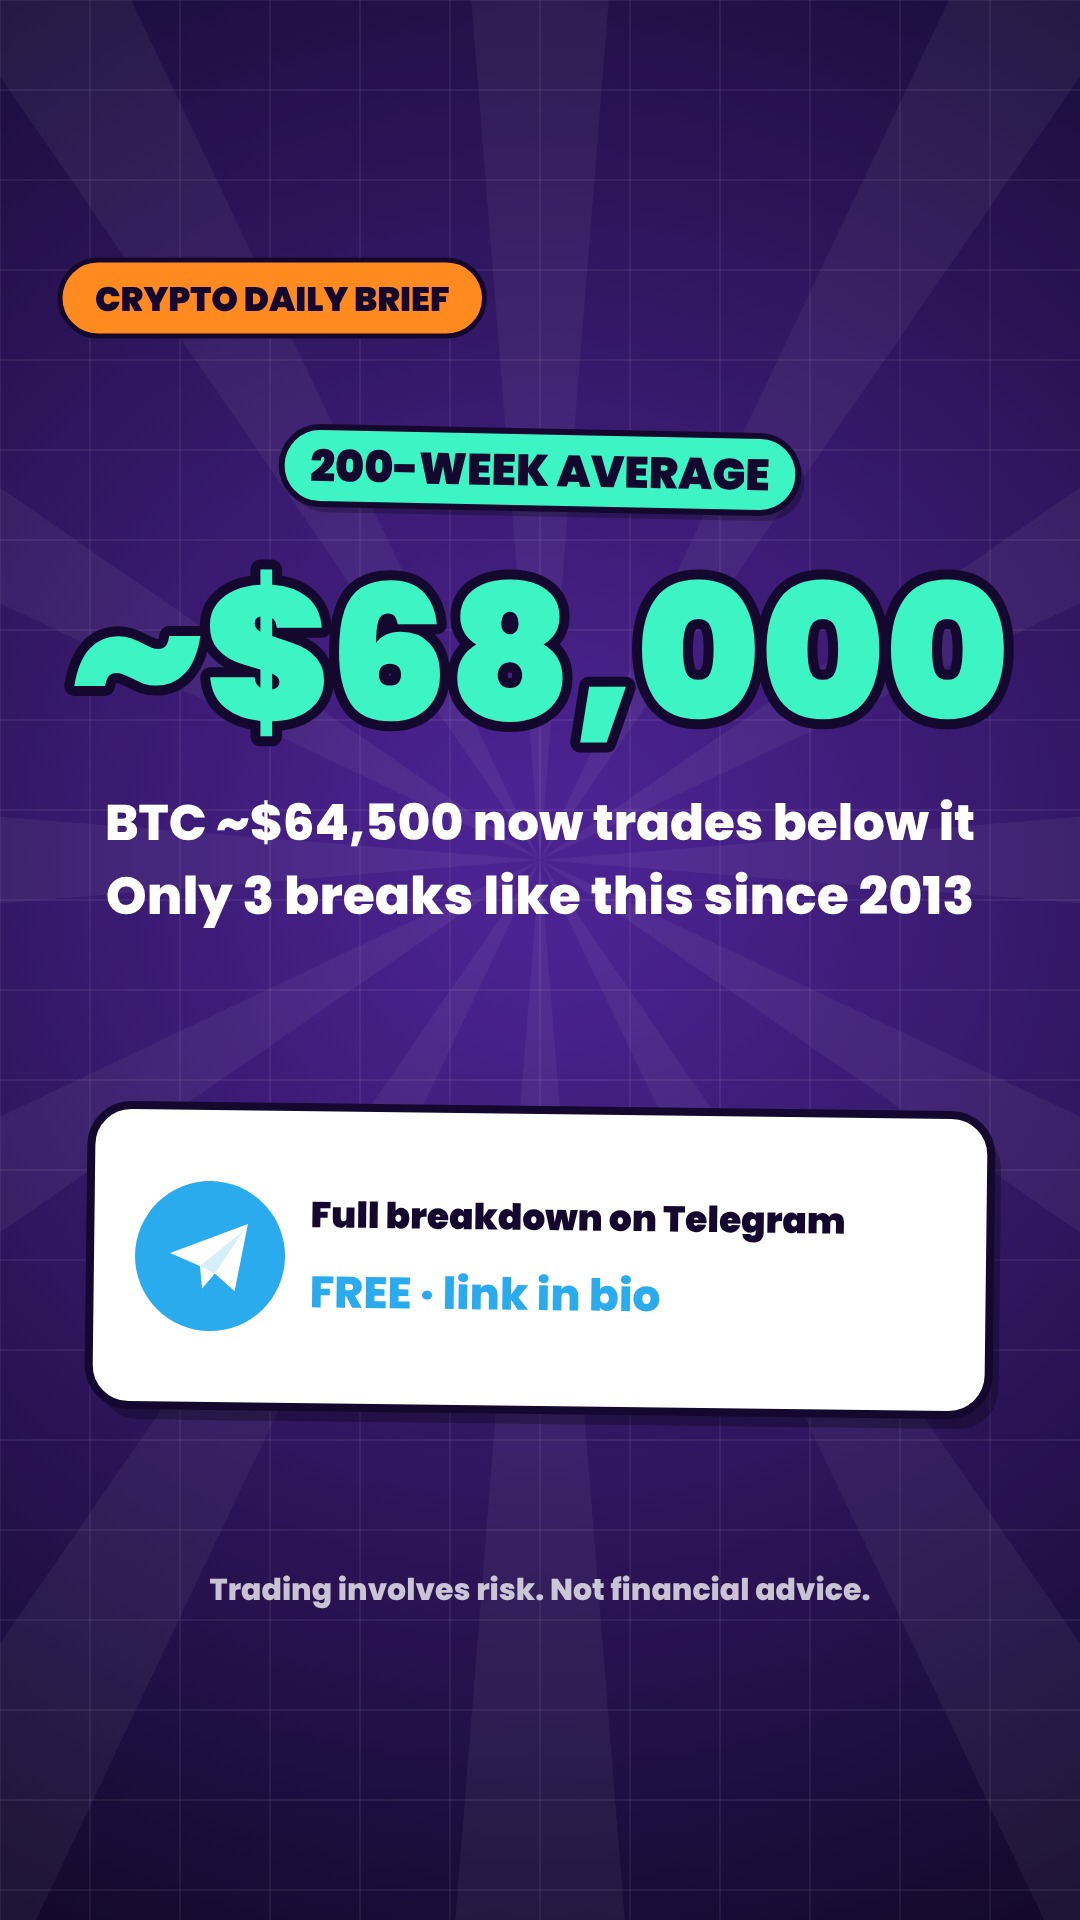 CRYPTO DAILY BRIEF
200-WEEK AVERAGE
~$68,000
BTC ~$64,500 now trades below it
Only 3 breaks like this since 2013
Full breakdown on Telegram
FREE · link in bio
Trading involves risk. Not financial advice.